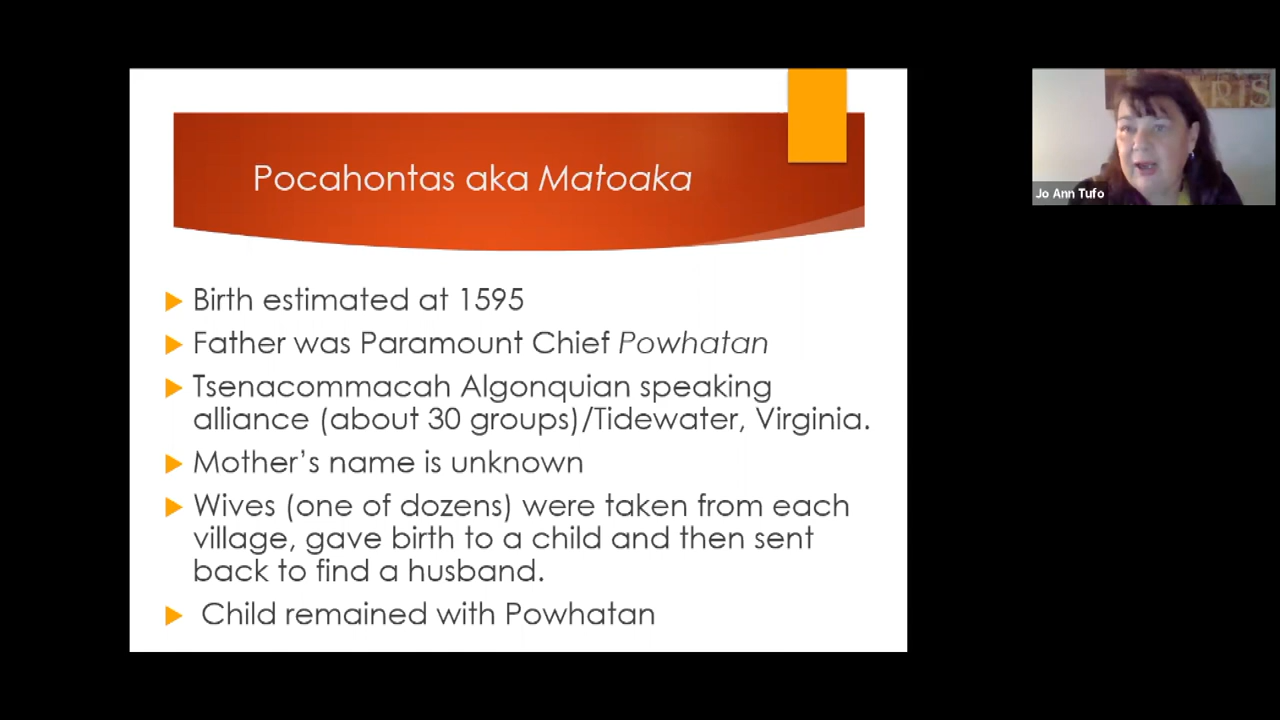 Pocahontas aka Matoaka
Birth estimated at 1595
Father was Paramount Chief Powhatan
Tsenacommacah Algonquian speaking
alliance (about 30 groups)/Tidewater, Virginia.
Mother’s name is unknown
Wives (one of dozens) were taken from each
village, gave birth to a child and then sent
back to find a husband.
Child remained with Powhatan
RIS
Jo Ann Tufo